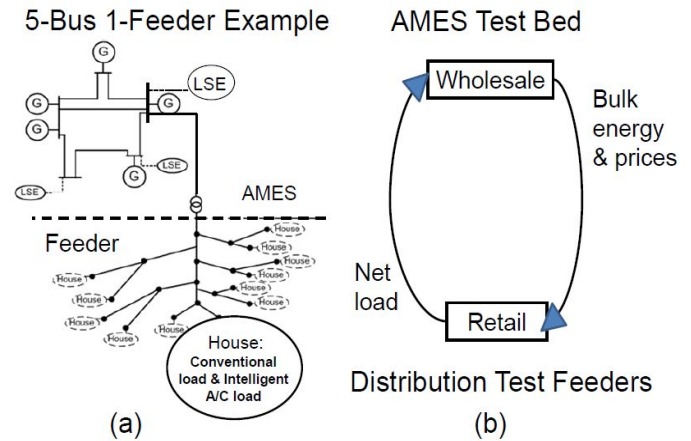 5-Bus 1-Feeder Example
G
LSE
G
G
G
LSE
G
LSE
AMES
Feeder
House
House
House
House
House
House
House
House
House
House
House
House
House:
Conventional
load & Intelligent
A/C load
(a)
AMES Test Bed
Wholesale
Bulk
energy
& prices
Net
load
Retail
Distribution Test Feeders
(b)